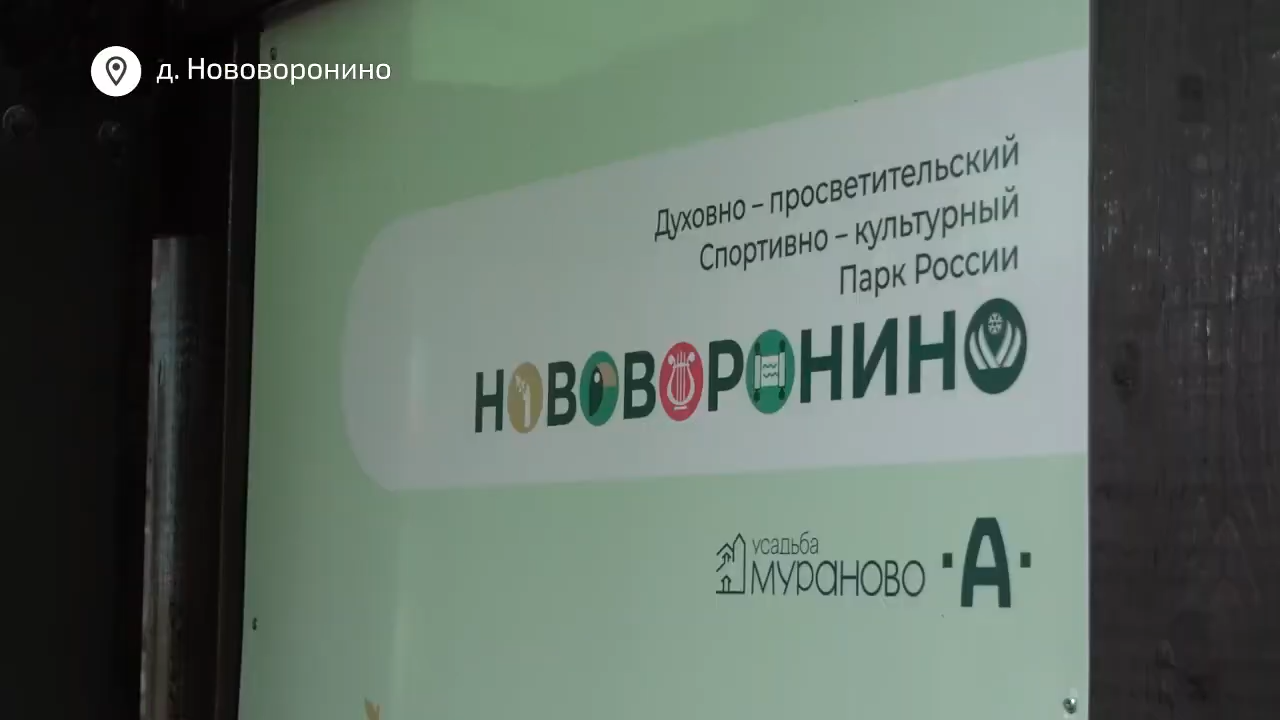 д. Нововоронино
Духовно – просветительский
Спортивно – культурный
Парк России
НОВОВОРОНИНО
усадьба
МУРАНОВО
·А·